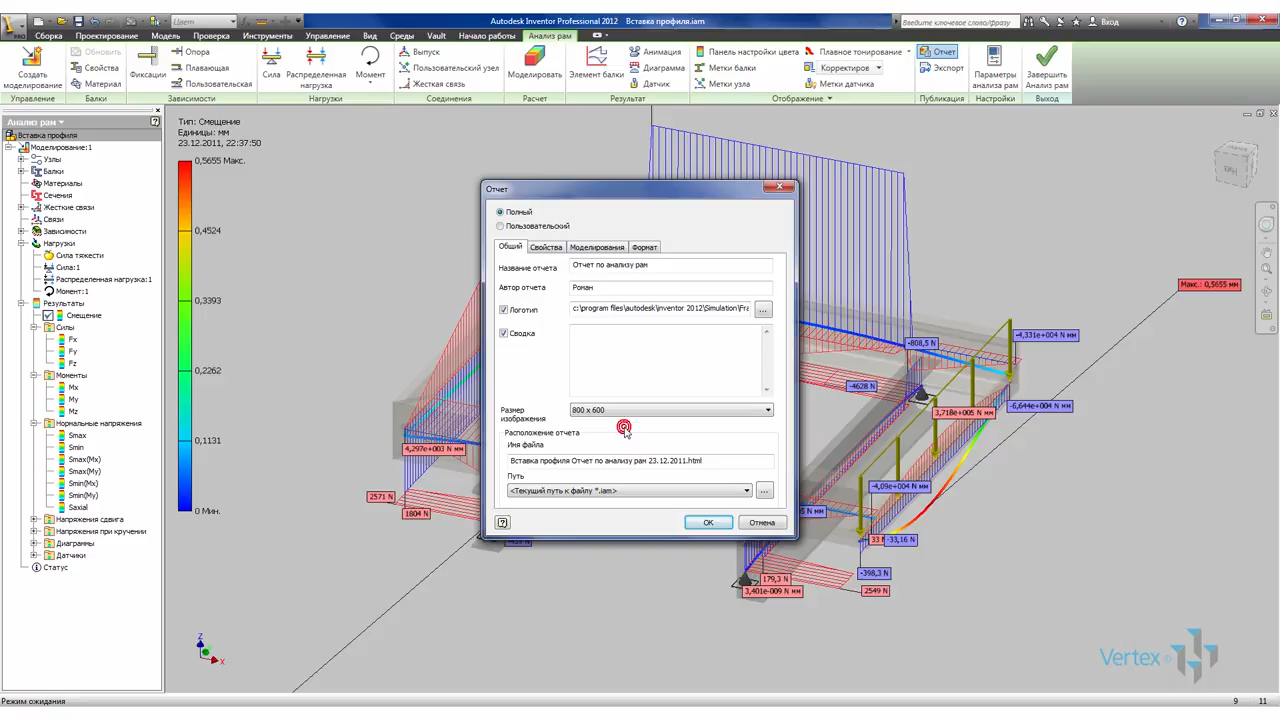 Autodesk Inventor Professional 2012 Вставка профиля.iam
Введите ключевое слово/фразу
Вход
Цвет
PRO
Сборка Проектирование Модель Проверка Инструменты Управление Вид Среды Vault Начало работы Анализ рам
Создать моделирование
Обновить
Связи
Материал
Фиксации
Опора
Плавающая
Пользовательская
Сила
Распределенная нагрузка
Момент
Выпуск
Пользовательский узел
Жесткая связь
Моделировать
Элемент балки
Анимация
Диаграмма
Датчик
Панель настройки цвета
Метки балки
Метки узла
Плавное тонирование
Корректиров
Метки датчика
Отчет
Экспорт
Параметры анализа рам
Завершить Анализ рам
Управление Балки Зависимости Нагрузки Соединения Расчет Результат Отображение Публикация Настройки Выход
Анализ рам
Вставка профиля
Моделирование:1
Узлы
Балки
Материалы
Сечения
Жесткие связи
Связи
Зависимости
Нагрузки
Сила тяжести
Сила:1
Распределенная нагрузка:1
Момент:1
Результаты
Смещение
Силы
Fx
Fy
Fz
Моменты
Mx
My
Mz
Нормальные напряжения
Smax
Smin
Smax(Mx)
Smax(My)
Smin(Mx)
Smin(My)
Saxial
Напряжения сдвига
Напряжения при кручении
Диаграммы
Датчики
Статус
Тип: Смещение
Единицы: мм
23.12.2011, 22:37:50
0,5655 Макс.
0,4524
0,3393
0,2262
0,1131
0 Мин.
Отчет
Полный
Пользовательский
Общий Свойства Моделирования Формат
Название отчета Отчет по анализу рам
Автор отчета Роман
Логотип c:\program files\autodesk\inventor 2012\Simulation\Fra
...
Сводка
Размер изображения 800 x 600
Расположение отчета
Имя файла
Вставка профиля Отчет по анализу рам 23.12.2011.html
Путь
<Текущий путь к файлу *.iam>
...
OK Отмена
Макс.: 0,5655
-4,331e+004 N мм
-808,5 N
-4628 N
-6,644e+004 N мм
3,718e+005 N мм
4,297e+003 N мм
-4,09e+004 N мм
2571 N
1804 N
-33,16 N
-398,3 N
179,3 N
3,401e-009 N мм
2549 N
Z
X
Vertex
Режим ожидания
9 11